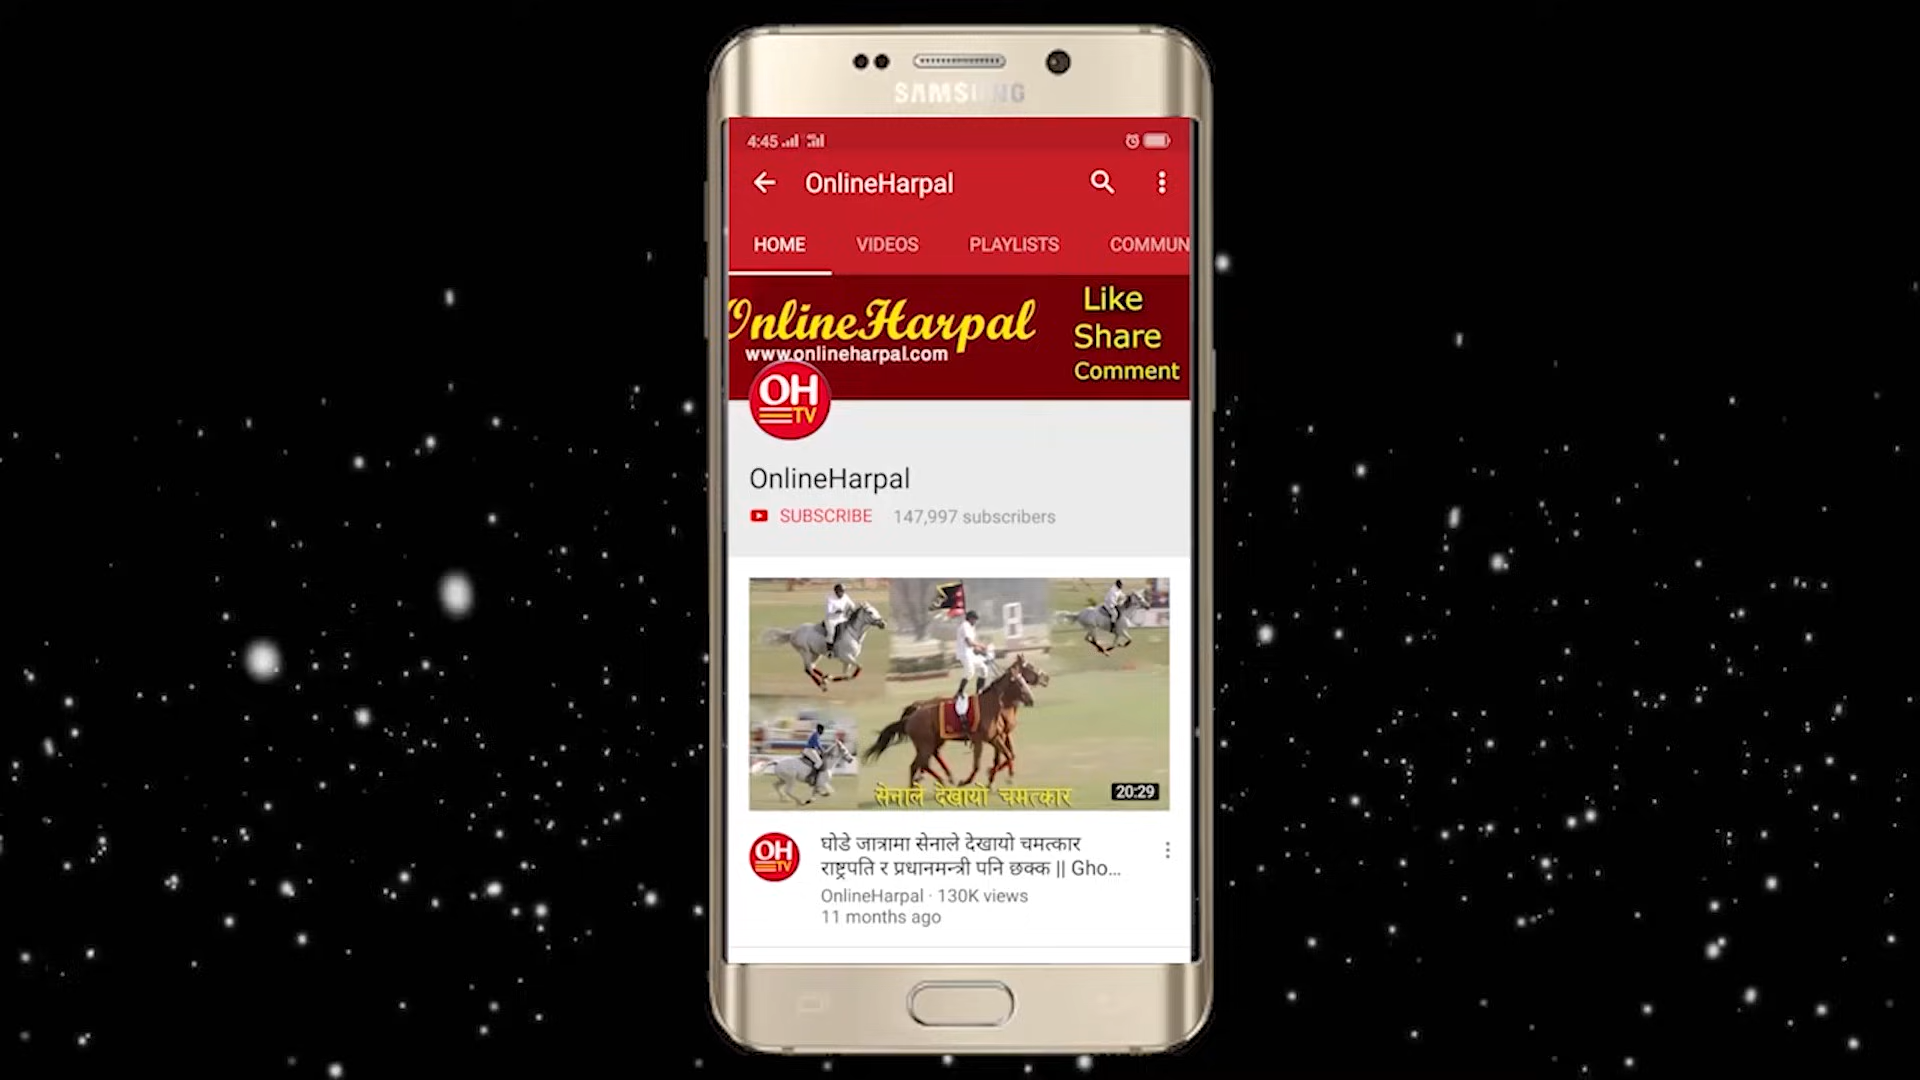 SAMSUNG
4:45
OnlineHarpal
HOME VIDEOS PLAYLISTS COMMUN
OnlineHarpal
www.onlineharpal.com
Like
Share
Comment
OH
TV
OnlineHarpal
SUBSCRIBE 147,997 subscribers
सेनाले देखायो चमत्कार
20:29
OH
TV
घोडे जात्रामा सेनाले देखायो चमत्कार
राष्ट्रपति र प्रधानमन्त्री पनि छक्क || Gho...
OnlineHarpal · 130K views
11 months ago